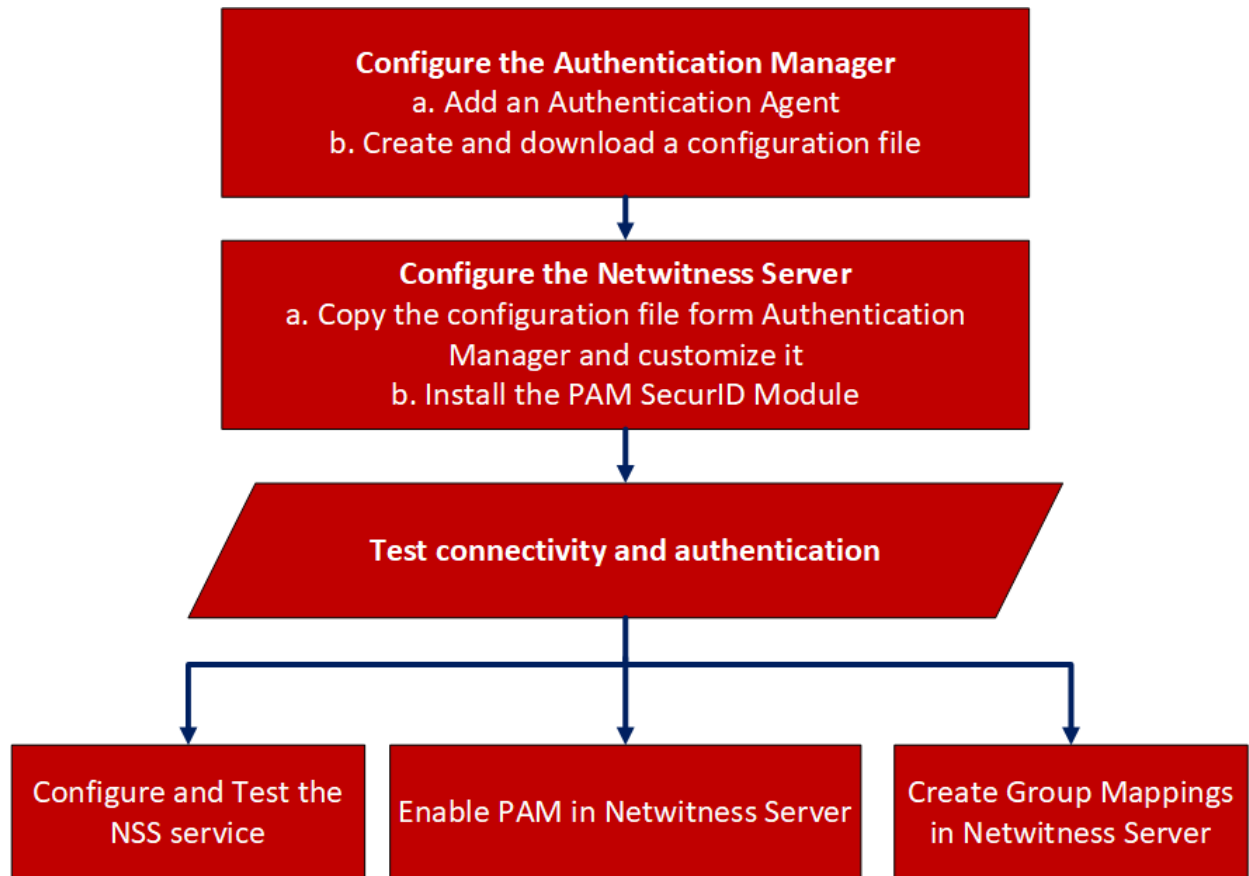 Configure the Authentication Manager
a. Add an Authentication Agent
b. Create and download a configuration file
Configure the Netwitness Server
a. Copy the configuration file form Authentication
Manager and customize it
b. Install the PAM SecurID Module
Test connectivity and authentication
Configure and Test the
NSS service
Enable PAM in Netwitness Server
Create Group Mappings
in Netwitness Server